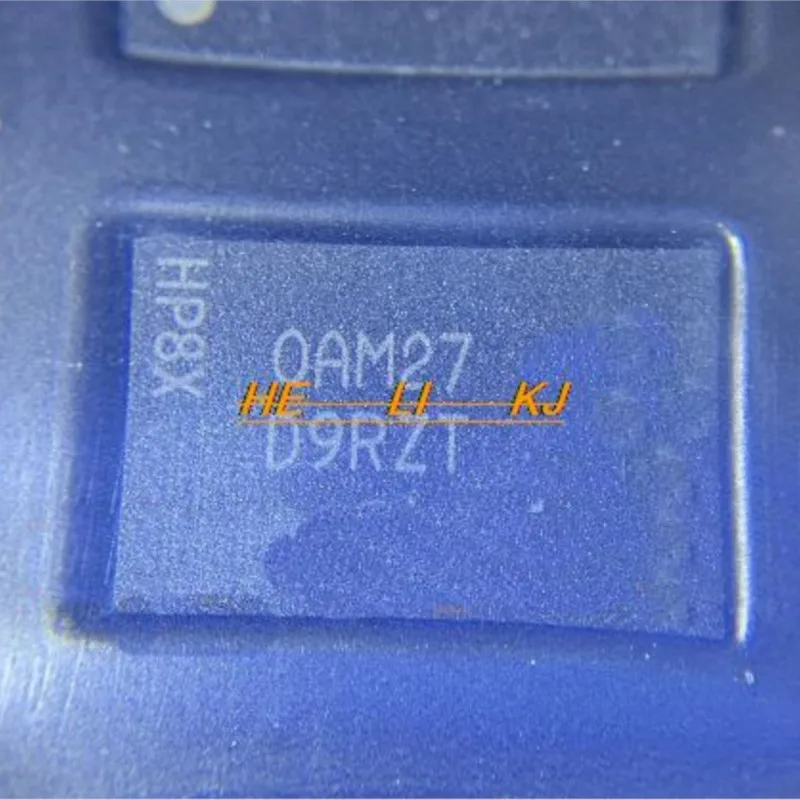 HP8X
0AM27
HE LI KJ
D9RZT